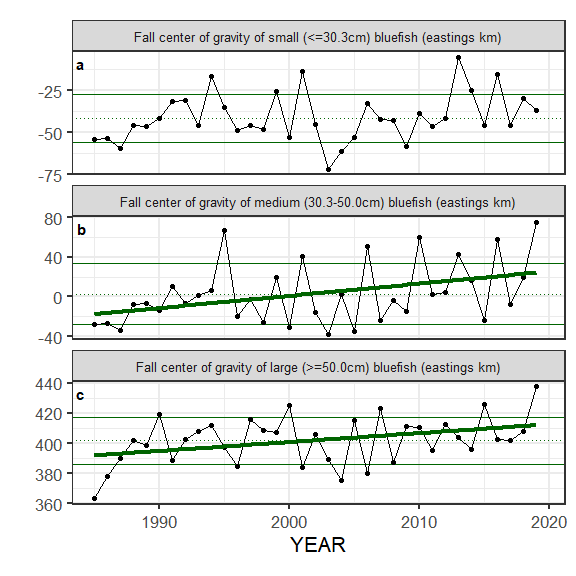 Fall center of gravity of small (<=30.3cm) bluefish (eastings km)
a
-25
-50
-75
Fall center of gravity of medium (30.3-50.0cm) bluefish (eastings km)
b
80
40
0
-40
Fall center of gravity of large (>=50.0cm) bluefish (eastings km)
c
440
420
400
380
360
1990 2000 2010 2020
YEAR